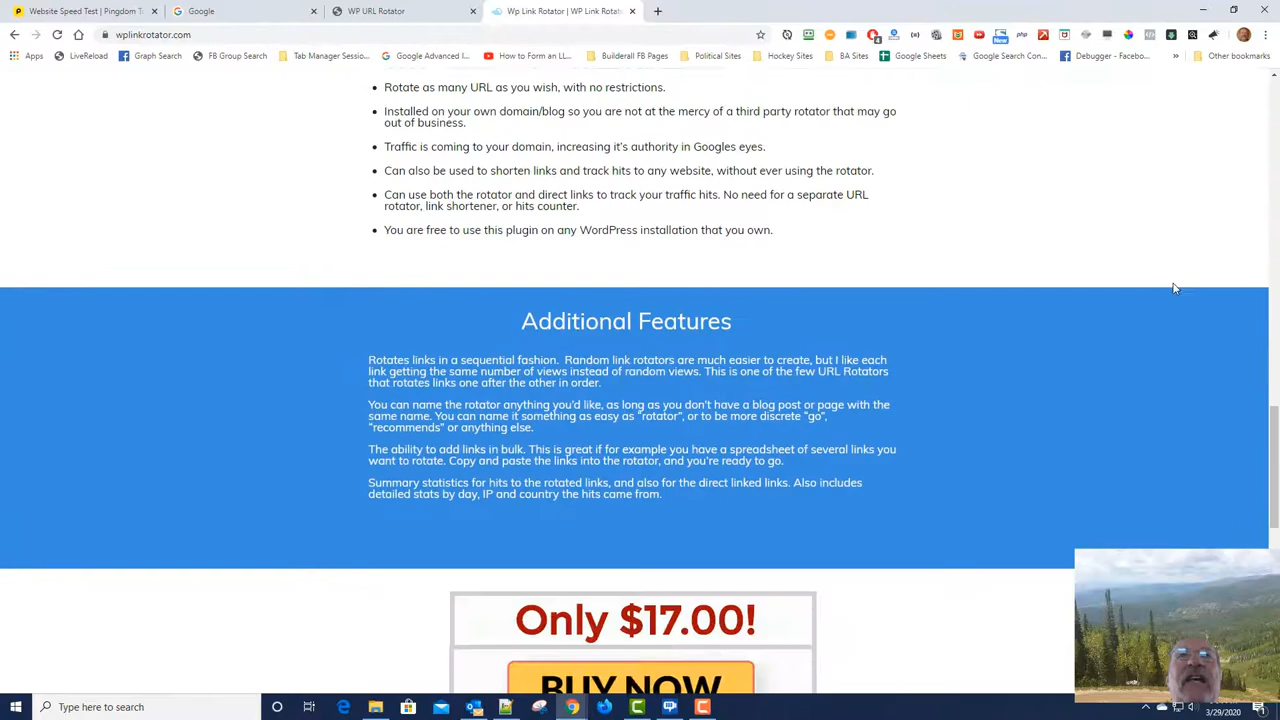 Website Speed Test | Pingdom T
Google
WP URL Rotator
Wp Link Rotator | WP Link Rotat
wplinkrotator.com
New
php
Apps
LiveReload
Graph Search
FB Group Search
Tab Manager Sessio...
Google Advanced I...
How to Form an LL...
Builderall FB Pages
Political Sites
Hockey Sites
BA Sites
Google Sheets
Google Search Con...
Debugger - Facebo...
Other bookmarks
Rotate as many URL as you wish, with no restrictions.
Installed on your own domain/blog so you are not at the mercy of a third party rotator that may go
out of business.
Traffic is coming to your domain, increasing it's authority in Googles eyes.
Can also be used to shorten links and track hits to any website, without ever using the rotator.
Can use both the rotator and direct links to track your traffic hits. No need for a separate URL
rotator, link shortener, or hits counter.
You are free to use this plugin on any WordPress installation that you own.
Additional Features
Rotates links in a sequential fashion. Random link rotators are much easier to create, but I like each
link getting the same number of views instead of random views. This is one of the few URL Rotators
that rotates links one after the other in order.
You can name the rotator anything you'd like, as long as you don't have a blog post or page with the
same name. You can name it something as easy as "rotator", or to be more discrete "go",
"recommends" or anything else.
The ability to add links in bulk. This is great if for example you have a spreadsheet of several links you
want to rotate. Copy and paste the links into the rotator, and you're ready to go.
Summary statistics for hits to the rotated links, and also for the direct linked links. Also includes
detailed stats by day, IP and country the hits came from.
Only $17.00!
BUY NOW
Type here to search
3/29/2020